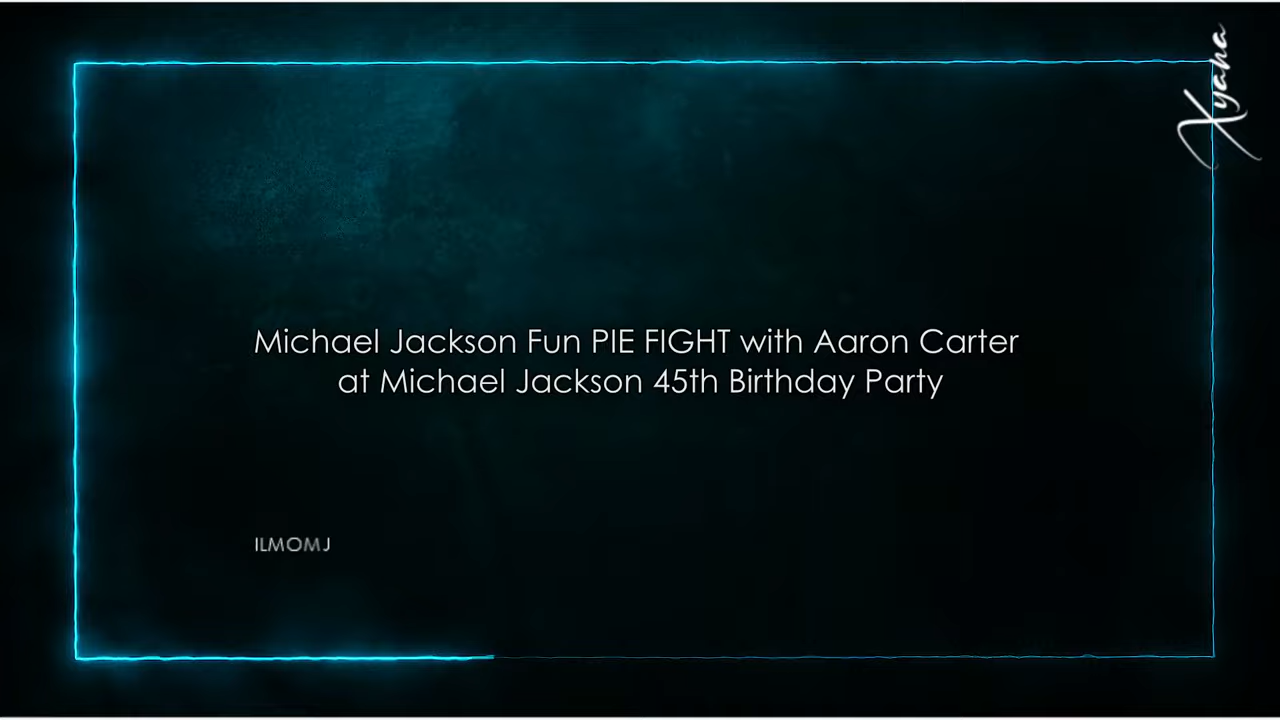 Xyana
Michael Jackson Fun PIE FIGHT with Aaron Carter
at Michael Jackson 45th Birthday Party
ILMOMJ